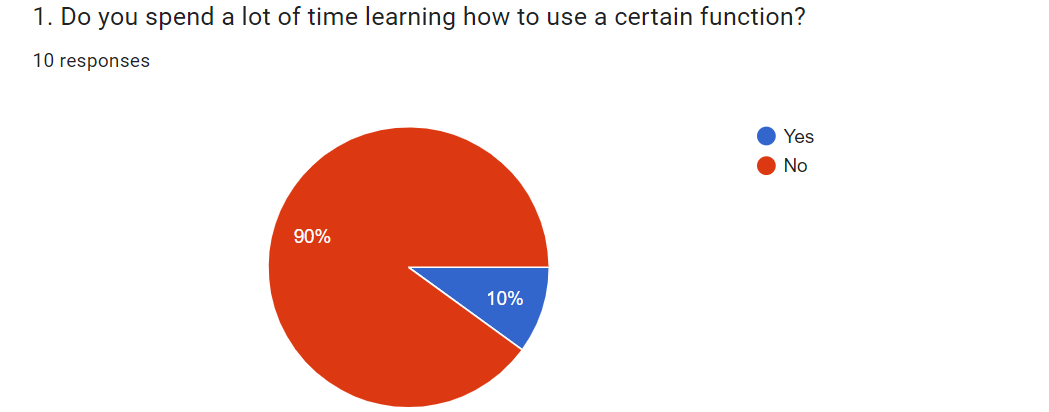 1. Do you spend a lot of time learning how to use a certain function?
10 responses
Yes
No
90%
10%